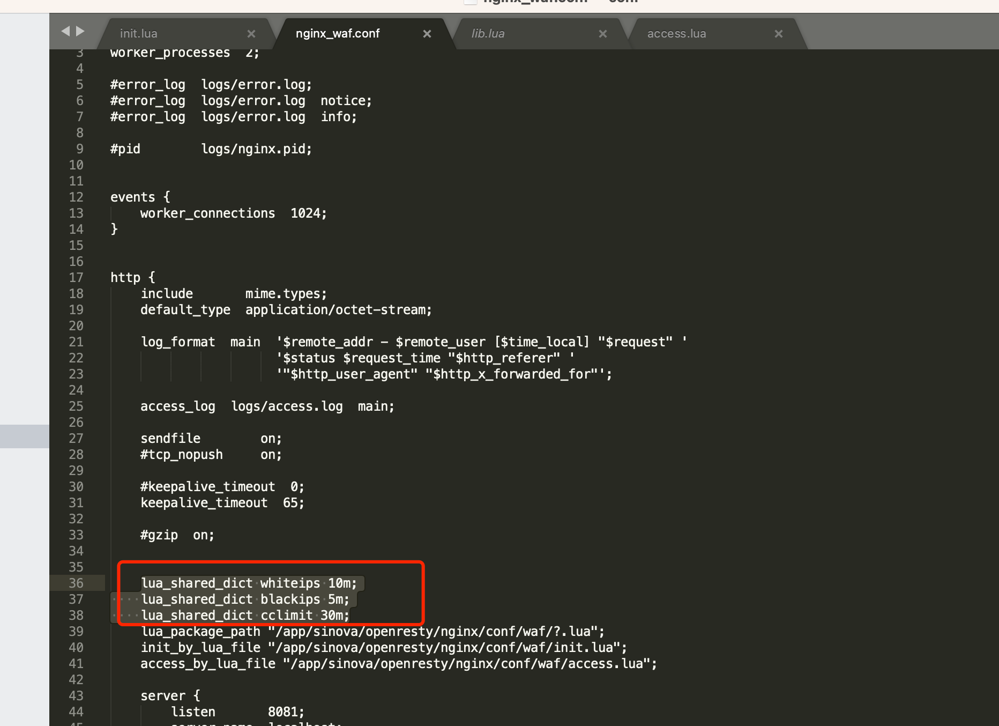 nginx_waf.conf — com
init.lua
nginx_waf.conf
lib.lua
access.lua
3 worker_processes  2;
4
5 #error_log  logs/error.log;
6 #error_log  logs/error.log  notice;
7 #error_log  logs/error.log  info;
8
9 #pid        logs/nginx.pid;
10
11
12 events {
13     worker_connections  1024;
14 }
15
16
17 http {
18     include       mime.types;
19     default_type  application/octet-stream;
20
21     log_format  main  '$remote_addr - $remote_user [$time_local] "$request" '
22                       '$status $request_time "$http_referer" '
23                       '"$http_user_agent" "$http_x_forwarded_for"';
24
25     access_log  logs/access.log  main;
26
27     sendfile        on;
28     #tcp_nopush     on;
29
30     #keepalive_timeout  0;
31     keepalive_timeout  65;
32
33     #gzip  on;
34
35
36     lua_shared_dict whiteips 10m;
37     lua_shared_dict blackips 5m;
38     lua_shared_dict cclimit 30m;
39     lua_package_path "/app/sinova/openresty/nginx/conf/waf/?.lua";
40     init_by_lua_file "/app/sinova/openresty/nginx/conf/waf/init.lua";
41     access_by_lua_file "/app/sinova/openresty/nginx/conf/waf/access.lua";
42
43     server {
44         listen       8081;
45         server_name  localhost;